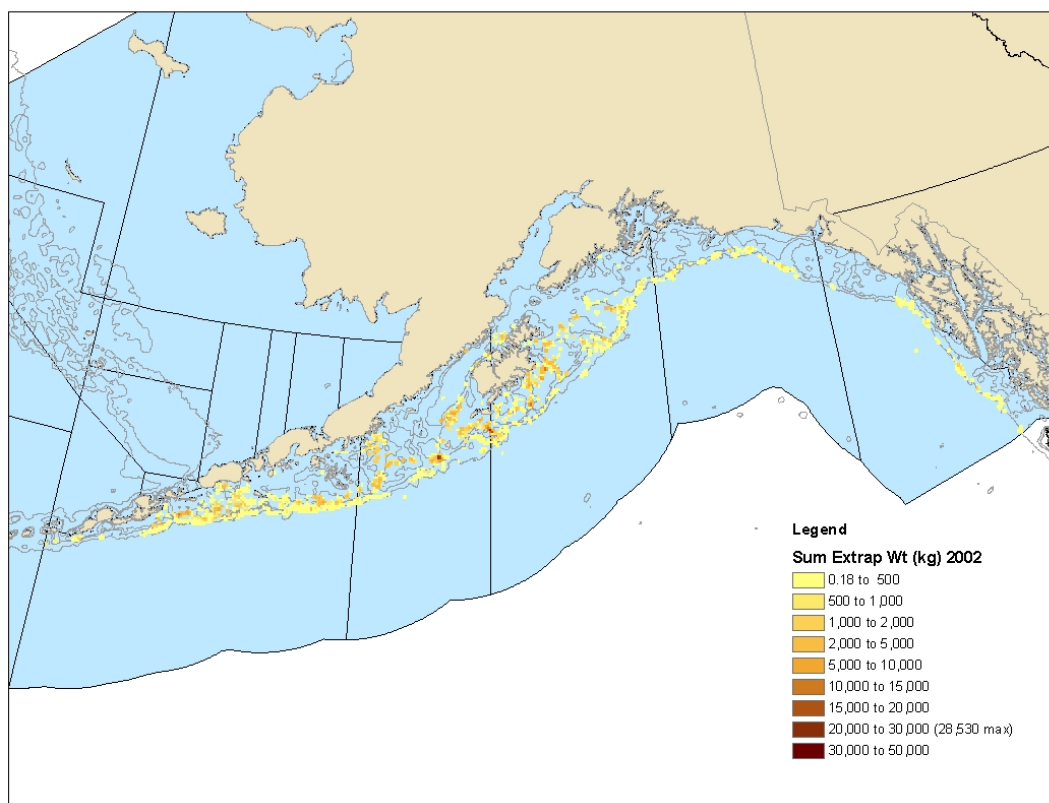 Legend
Sum Extrap Wt (kg) 2002
0.18 to 500
500 to 1,000
1,000 to 2,000
2,000 to 5,000
5,000 to 10,000
10,000 to 15,000
15,000 to 20,000
20,000 to 30,000 (28,530 max)
30,000 to 50,000